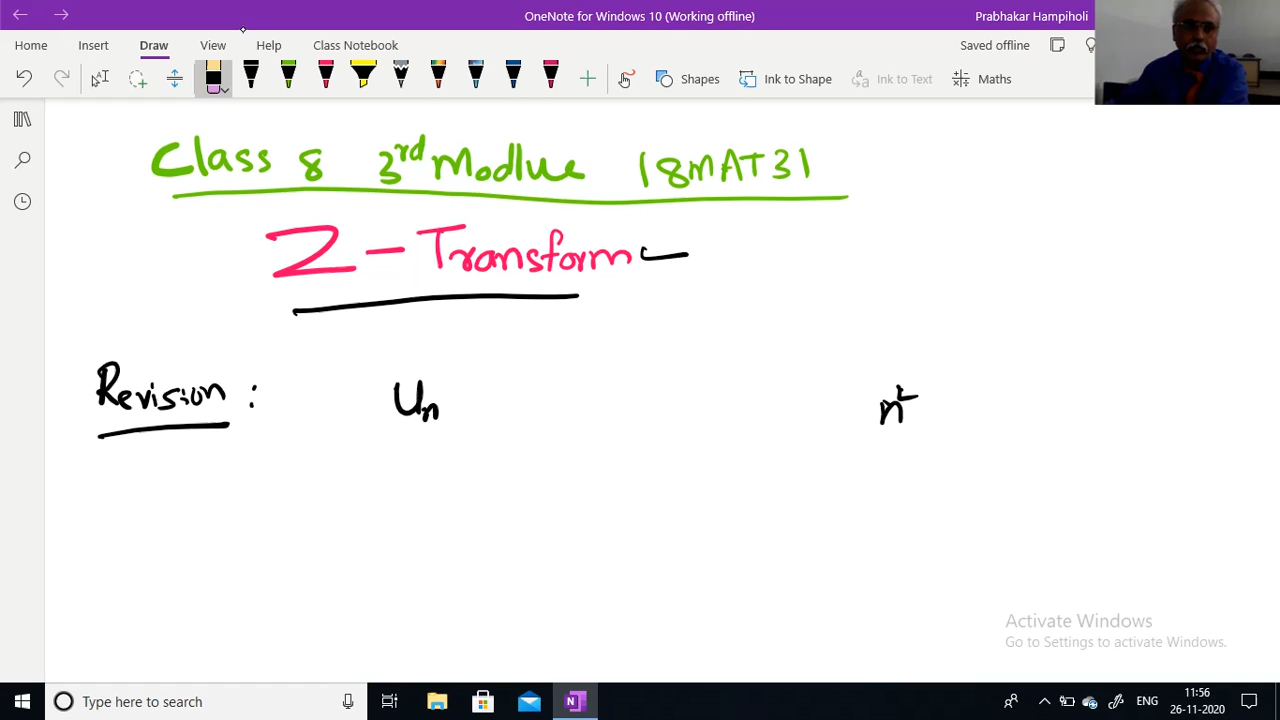 OneNote for Windows 10 (Working offline)
Prabhakar Hampiholi
Home Insert Draw View Help Class Notebook
Saved offline
Shapes Ink to Shape Ink to Text Maths
Class 8 3rd Modlue 18MAT31
Z - Transform
Revision : Un n²
Activate Windows
Go to Settings to activate Windows.
Type here to search
ENG
11:56
26-11-2020